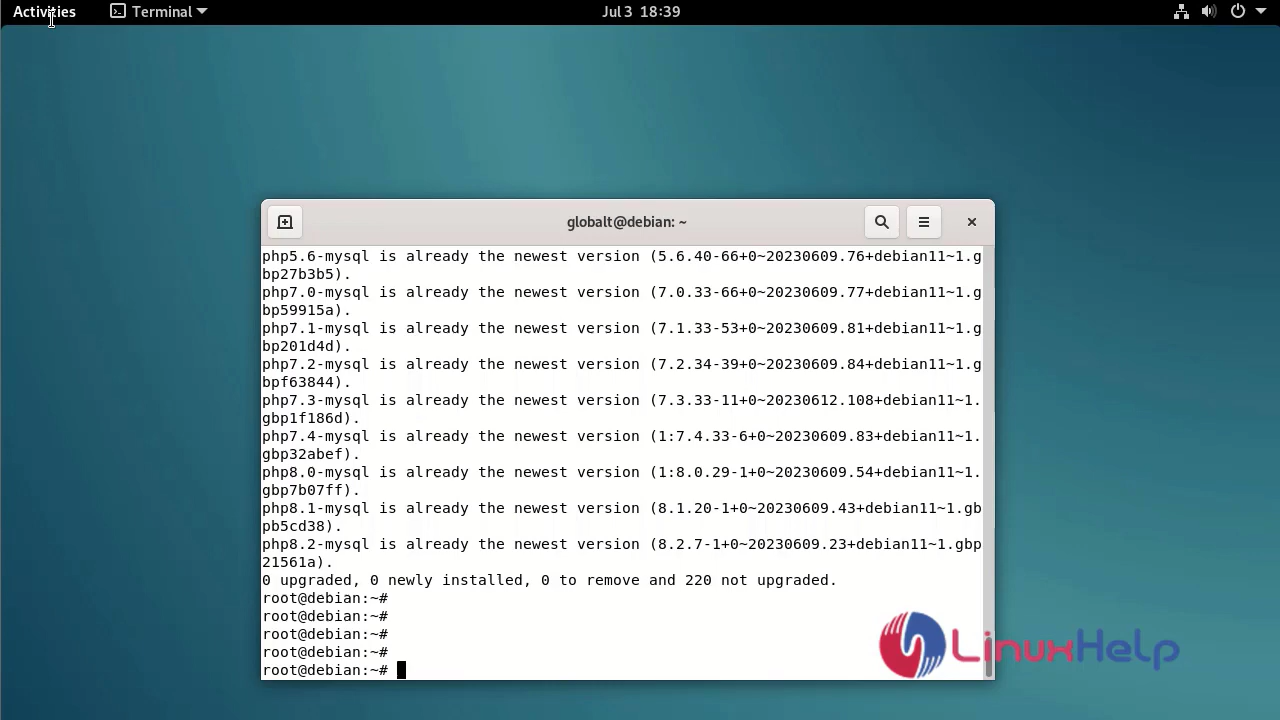 Activities Terminal Jul 3 18:39
globalt@debian: ~
php5.6-mysql is already the newest version (5.6.40-66+0~20230609.76+debian11~1.g
bp27b3b5).
php7.0-mysql is already the newest version (7.0.33-66+0~20230609.77+debian11~1.g
bp59915a).
php7.1-mysql is already the newest version (7.1.33-53+0~20230609.81+debian11~1.g
bp201d4d).
php7.2-mysql is already the newest version (7.2.34-39+0~20230609.84+debian11~1.g
bpf63844).
php7.3-mysql is already the newest version (7.3.33-11+0~20230612.108+debian11~1.
gbp1f186d).
php7.4-mysql is already the newest version (1:7.4.33-6+0~20230609.83+debian11~1.
gbp32abef).
php8.0-mysql is already the newest version (1:8.0.29-1+0~20230609.54+debian11~1.
gbp7b07ff).
php8.1-mysql is already the newest version (8.1.20-1+0~20230609.43+debian11~1.gb
pb5cd38).
php8.2-mysql is already the newest version (8.2.7-1+0~20230609.23+debian11~1.gbp
21561a).
0 upgraded, 0 newly installed, 0 to remove and 220 not upgraded.
root@debian:~#
root@debian:~#
root@debian:~#
root@debian:~#
root@debian:~#
LinuxHelp